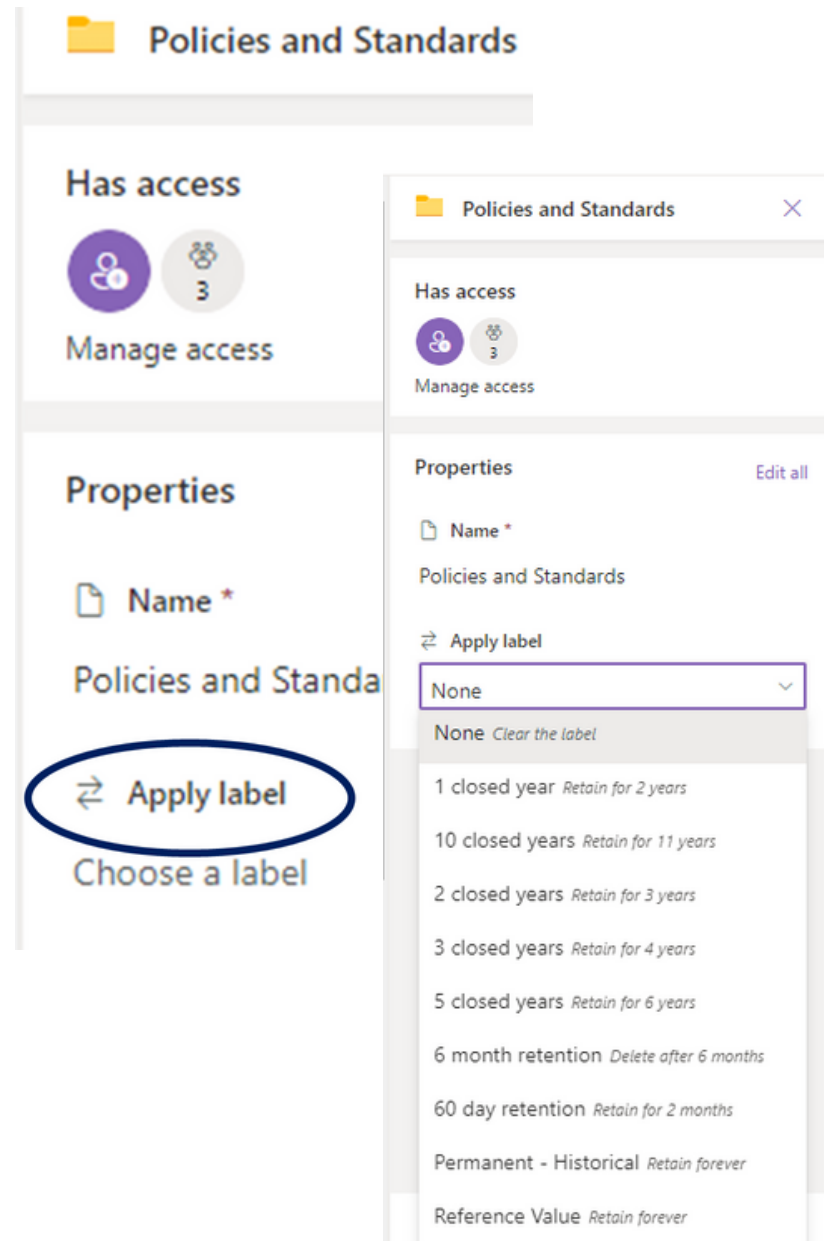 Policies and Standards
Has access
3
Manage access
Properties
Name *
Policies and Standa
Apply label
Choose a label
Policies and Standards
Has access
3
Manage access
Properties
Edit all
Name *
Policies and Standards
Apply label
None
None Clear the label
1 closed year Retain for 2 years
10 closed years Retain for 11 years
2 closed years Retain for 3 years
3 closed years Retain for 4 years
5 closed years Retain for 6 years
6 month retention Delete after 6 months
60 day retention Retain for 2 months
Permanent - Historical Retain forever
Reference Value Retain forever